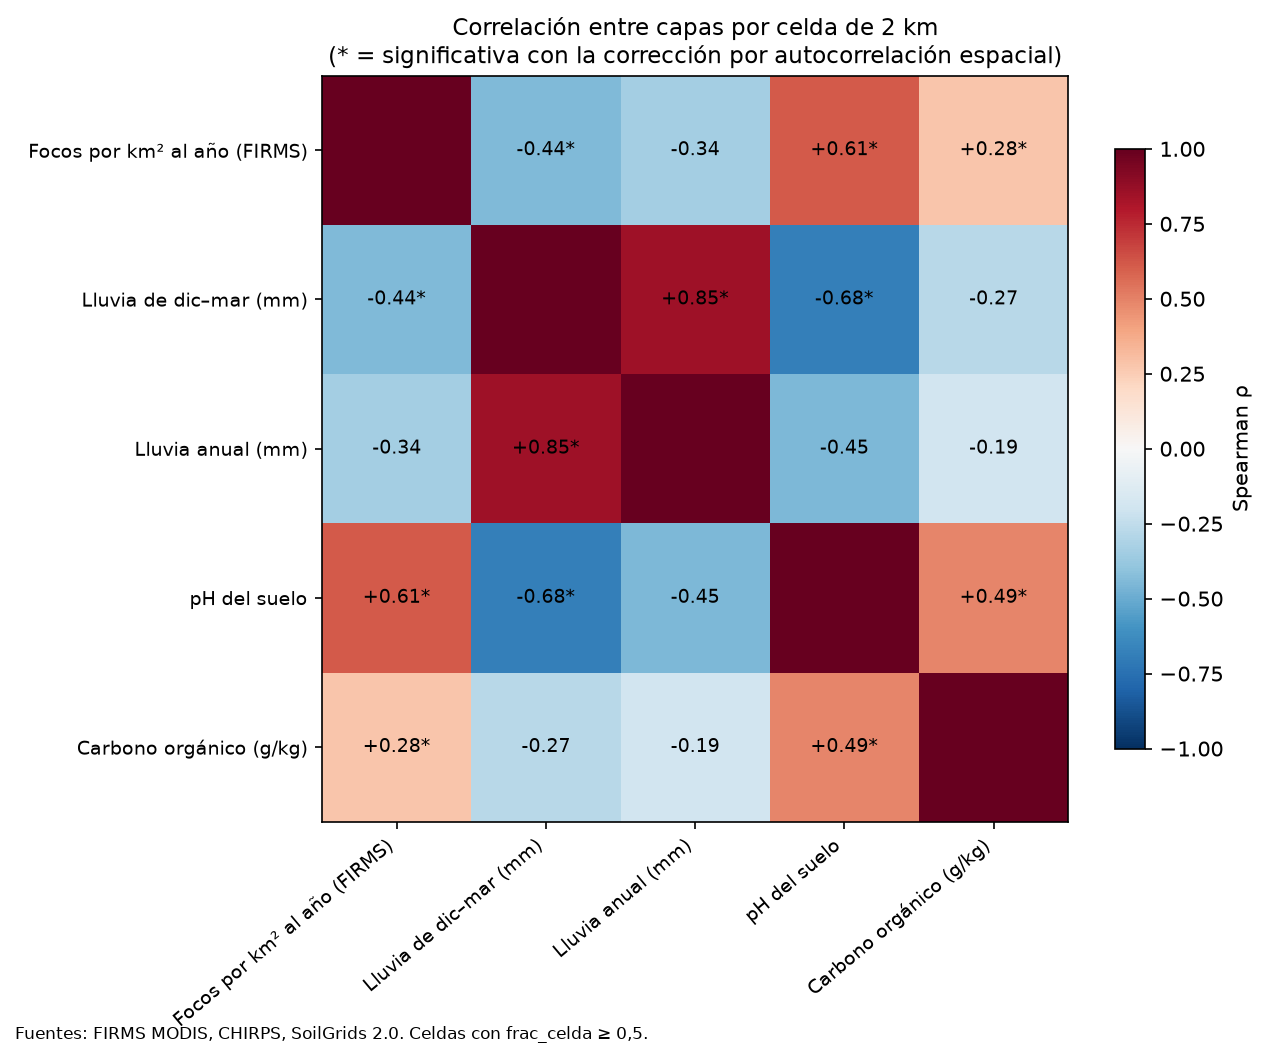 Correlación entre capas por celda de 2 km
(* = significativa con la corrección por autocorrelación espacial)
Focos por km² al año (FIRMS)
-0.44*
-0.34
+0.61*
+0.28*
Lluvia de dic–mar (mm)
-0.44*
+0.85*
-0.68*
-0.27
Lluvia anual (mm)
-0.34
+0.85*
-0.45
-0.19
pH del suelo
+0.61*
-0.68*
-0.45
+0.49*
Carbono orgánico (g/kg)
+0.28*
-0.27
-0.19
+0.49*
Focos por km² al año (FIRMS)
Lluvia de dic–mar (mm)
Lluvia anual (mm)
pH del suelo
Carbono orgánico (g/kg)
1.00
0.75
0.50
0.25
0.00
−0.25
−0.50
−0.75
−1.00
Spearman ρ
Fuentes: FIRMS MODIS, CHIRPS, SoilGrids 2.0. Celdas con frac_celda ≥ 0,5.